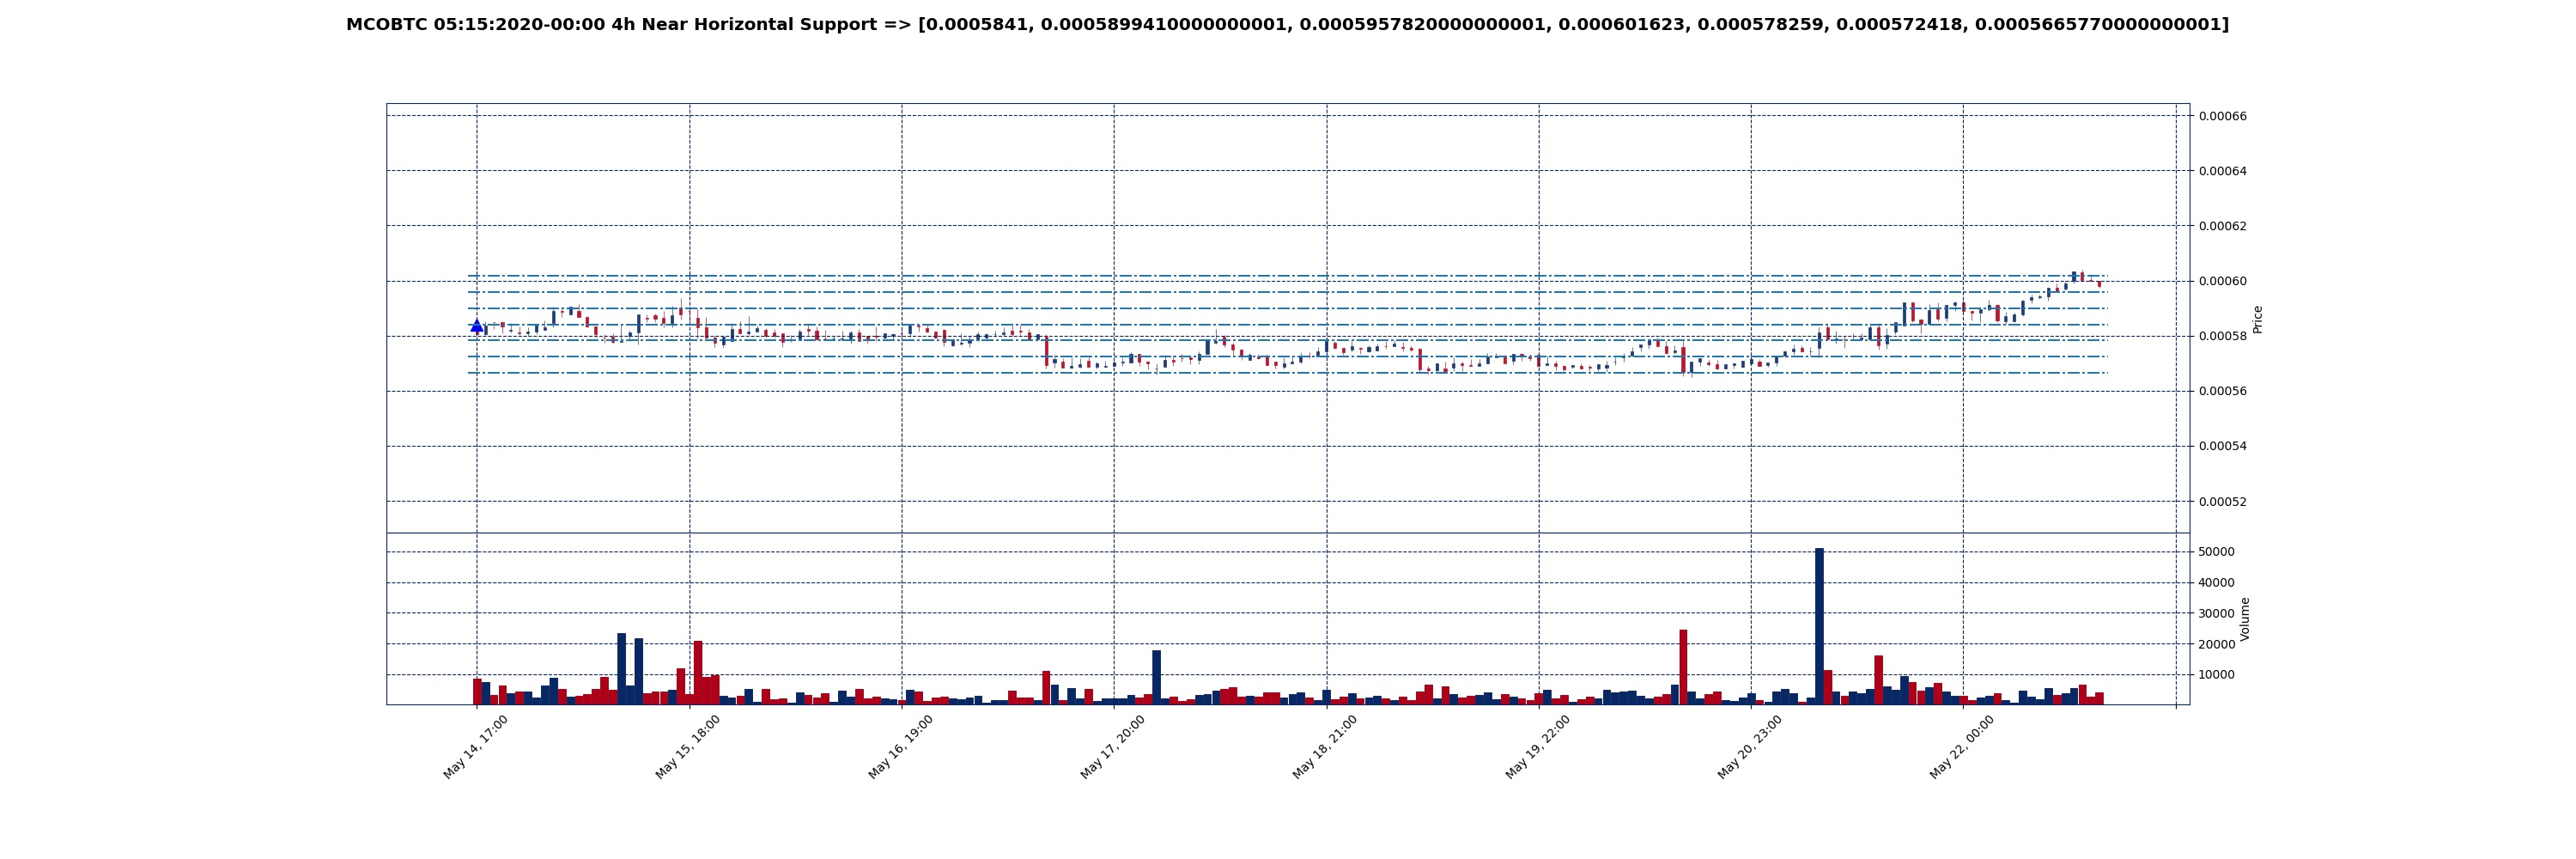 MCOBTC 05:15:2020-00:00 4h Near Horizontal Support => [0.0005841, 0.0005899410000000001, 0.0005957820000000001, 0.000601623, 0.000578259, 0.000572418, 0.0005665770000000001]
0.00066
0.00064
0.00062
0.00060
0.00058
0.00056
0.00054
0.00052
Price
50000
40000
30000
20000
10000
Volume
May 14, 17:00
May 15, 18:00
May 16, 19:00
May 17, 20:00
May 18, 21:00
May 19, 22:00
May 20, 23:00
May 22, 00:00